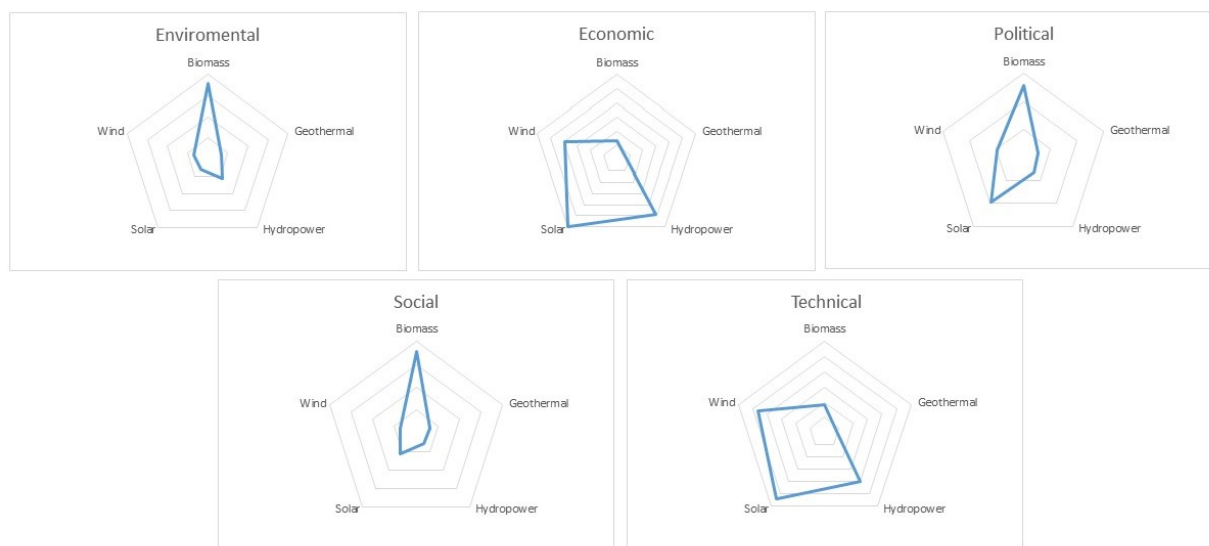 Enviromental
Biomass
Wind
Geothermal
Solar
Hydropower
Economic
Biomass
Wind
Geothermal
Solar
Hydropower
Political
Biomass
Wind
Geothermal
Solar
Hydropower
Social
Biomass
Wind
Geothermal
Solar
Hydropower
Technical
Biomass
Wind
Geothermal
Solar
Hydropower